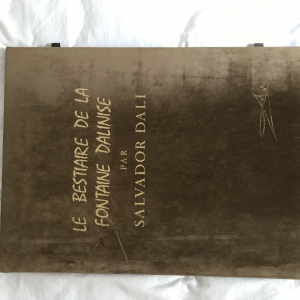 LE BESTIAIRE DE LA
FONTAINE DALINISE
PAR
SALVADOR DALI